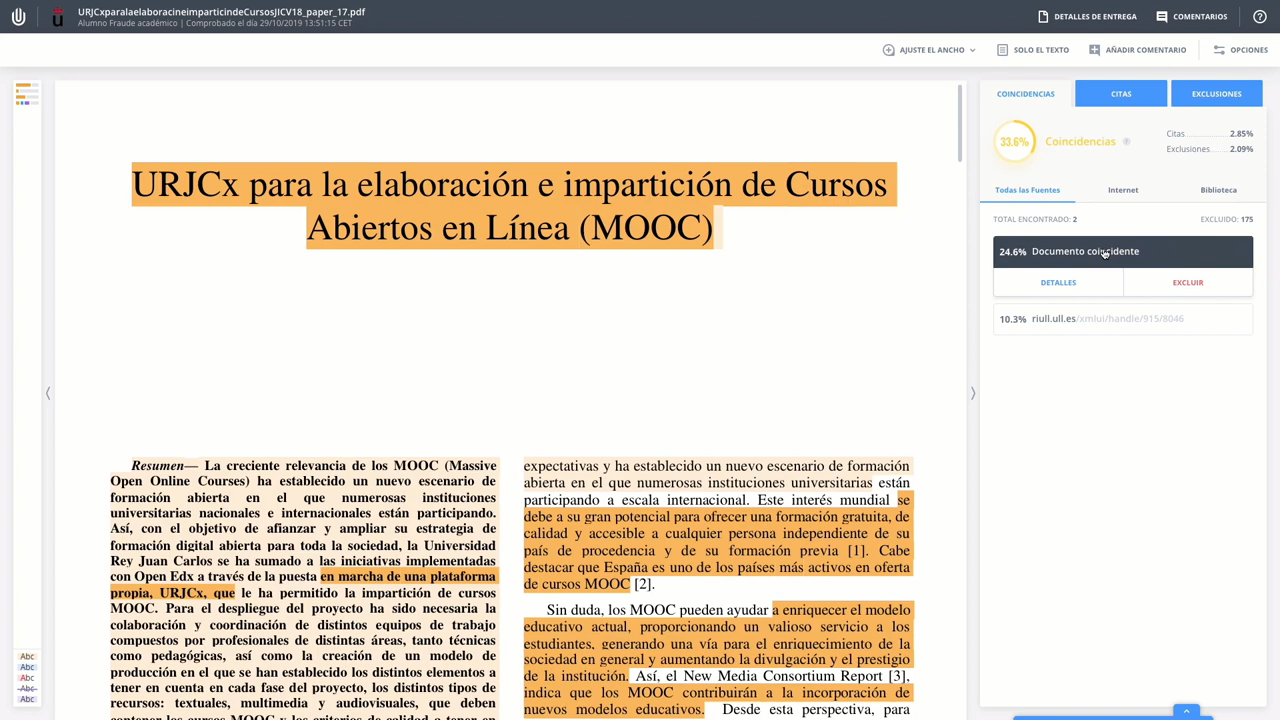 URJCxparalaelaboracineimparticindeCursosJICV18_paper_17.pdf
Alumno Fraude académico | Comprobado el día 29/10/2019 13:51:15 CET
DETALLES DE ENTREGA
COMENTARIOS
?
AJUSTE EL ANCHO
SOLO EL TEXTO
AÑADIR COMENTARIO
OPCIONES
URJCx para la elaboración e impartición de Cursos
Abiertos en Línea (MOOC)
Resumen— La creciente relevancia de los MOOC (Massive
Open Online Courses) ha establecido un nuevo escenario de
formación abierta en el que numerosas instituciones
universitarias nacionales e internacionales están participando.
Así, con el objetivo de afianzar y ampliar su estrategia de
formación digital abierta para toda la sociedad, la Universidad
Rey Juan Carlos se ha sumado a las iniciativas implementadas
con Open Edx a través de la puesta en marcha de una plataforma
propia, URJCx, que le ha permitido la impartición de cursos
MOOC. Para el despliegue del proyecto ha sido necesaria la
colaboración y coordinación de distintos equipos de trabajo
compuestos por profesionales de distintas áreas, tanto técnicas
como pedagógicas, así como la creación de un modelo de
producción en el que se han establecido los distintos elementos a
tener en cuenta en cada fase del proyecto, los distintos tipos de
recursos: textuales, multimedia y audiovisuales, que deben
contener los cursos MOOC y los criterios de calidad a tener en
expectativas y ha establecido un nuevo escenario de formación
abierta en el que numerosas instituciones universitarias están
participando a escala internacional. Este interés mundial se
debe a su gran potencial para ofrecer una formación gratuita, de
calidad y accesible a cualquier persona independiente de su
país de procedencia y de su formación previa [1]. Cabe
destacar que España es uno de los países más activos en oferta
de cursos MOOC [2].
Sin duda, los MOOC pueden ayudar a enriquecer el modelo
educativo actual, proporcionando un valioso servicio a los
estudiantes, generando una vía para el enriquecimiento de la
sociedad en general y aumentando la divulgación y el prestigio
de la institución. Así, el New Media Consortium Report [3],
indica que los MOOC contribuirán a la incorporación de
nuevos modelos educativos. Desde esta perspectiva, para
COINCIDENCIAS
CITAS
EXCLUSIONES
33.6%
Coincidencias
Citas 2.85%
Exclusiones 2.09%
Todas las Fuentes
Internet
Biblioteca
TOTAL ENCONTRADO: 2
EXCLUIDO: 175
24.6% Documento coincidente
DETALLES
EXCLUIR
10.3% riull.ull.es/xmlui/handle/915/8046
Abc
Abc
Abc
Abc
Abc